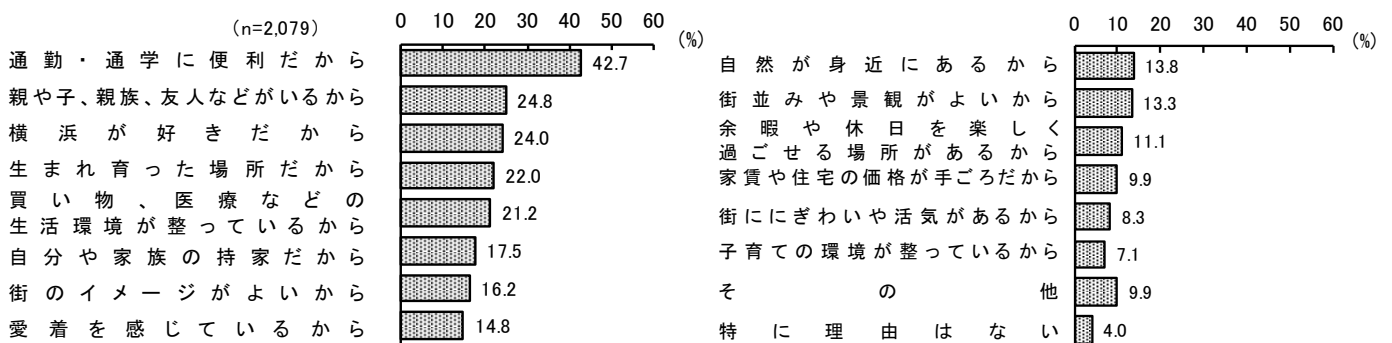 (n=2,079)
0 10 20 30 40 50 60
(%)
通勤・通学に便利だから 42.7
親や子、親族、友人などがいるから 24.8
横浜が好きだから 24.0
生まれ育った場所だから 22.0
買い物、医療などの
生活環境が整っているから 21.2
自分や家族の持家だから 17.5
街のイメージがよいから 16.2
愛着を感じているから 14.8
0 10 20 30 40 50 60
(%)
自然が身近にあるから 13.8
街並みや景観がよいから 13.3
余暇や休日を楽しく
過ごせる場所があるから 11.1
家賃や住宅の価格が手ごろだから 9.9
街ににぎわいや活気があるから 8.3
子育ての環境が整っているから 7.1
その他 9.9
特に理由はない 4.0